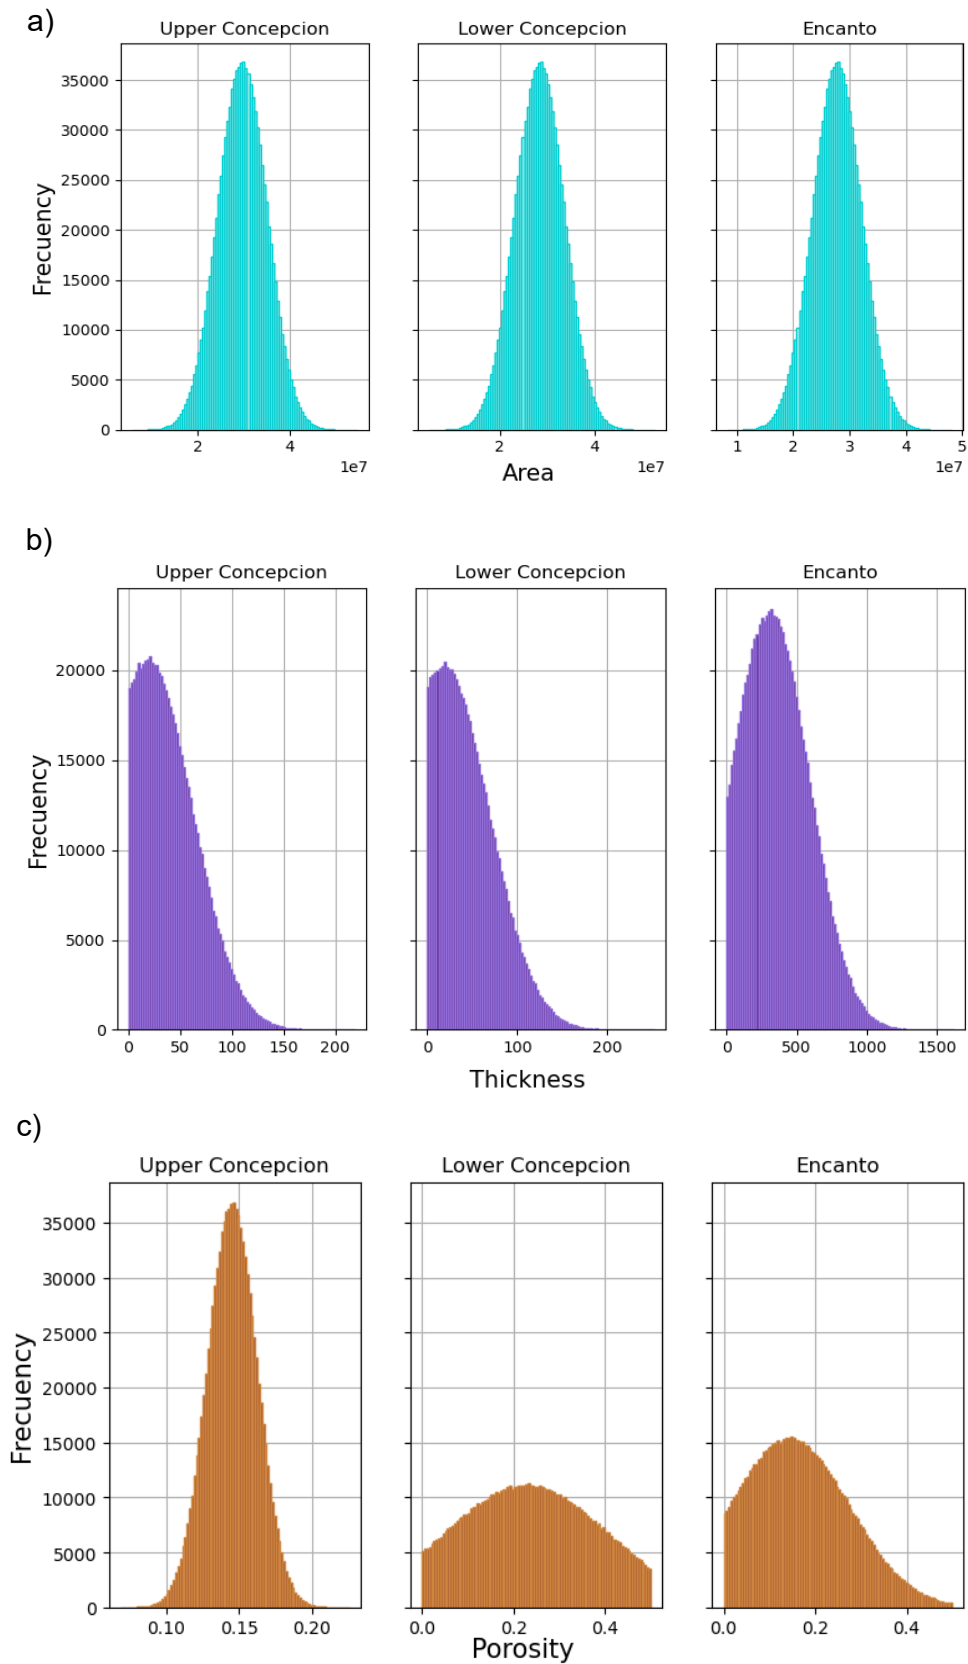 a)
Upper Concepcion Lower Concepcion Encanto
Frecuency
35000
30000
25000
20000
15000
10000
5000
0
2 4 2 4 1 2 3 4 5
1e7 1e7 1e7
Area
b)
Upper Concepcion Lower Concepcion Encanto
Frecuency
20000
15000
10000
5000
0
0 50 100 150 200 0 100 200 0 500 1000 1500
Thickness
c)
Upper Concepcion Lower Concepcion Encanto
Frecuency
35000
30000
25000
20000
15000
10000
5000
0
0.10 0.15 0.20 0.0 0.2 0.4 0.0 0.2 0.4
Porosity